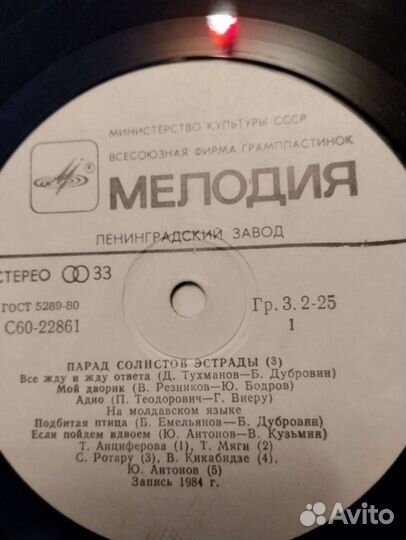 МИНИСТЕРСТВО КУЛЬТУРЫ СССР
ВСЕСОЮЗНАЯ ФИРМА ГРАМПЛАСТИНОК
МЕЛОДИЯ
ЛЕНИНГРАДСКИЙ ЗАВОД
СТЕРЕО 33
ГОСТ 5289-80
Гр. 3. 2-25
С60-22861
1
ПАРАД СОЛИСТОВ ЭСТРАДЫ (3)
Все жду и жду ответа (Д. Тухманов—Б. Дубровин)
Мой дворик (В. Резников—Ю. Бодров)
Адио (П. Теодорович—Г. Виеру)
На молдавском языке
Подбитая птица (Б. Емельянов—Б. Дубровин)
Если пойдем вдвоем (Ю. Антонов—В. Кузьмин)
Т. Анциферова (1), Т. Мяги (2)
С. Ротару (3), В. Кикабидзе (4),
Ю. Антонов (5)
Запись 1984 г.
Avito